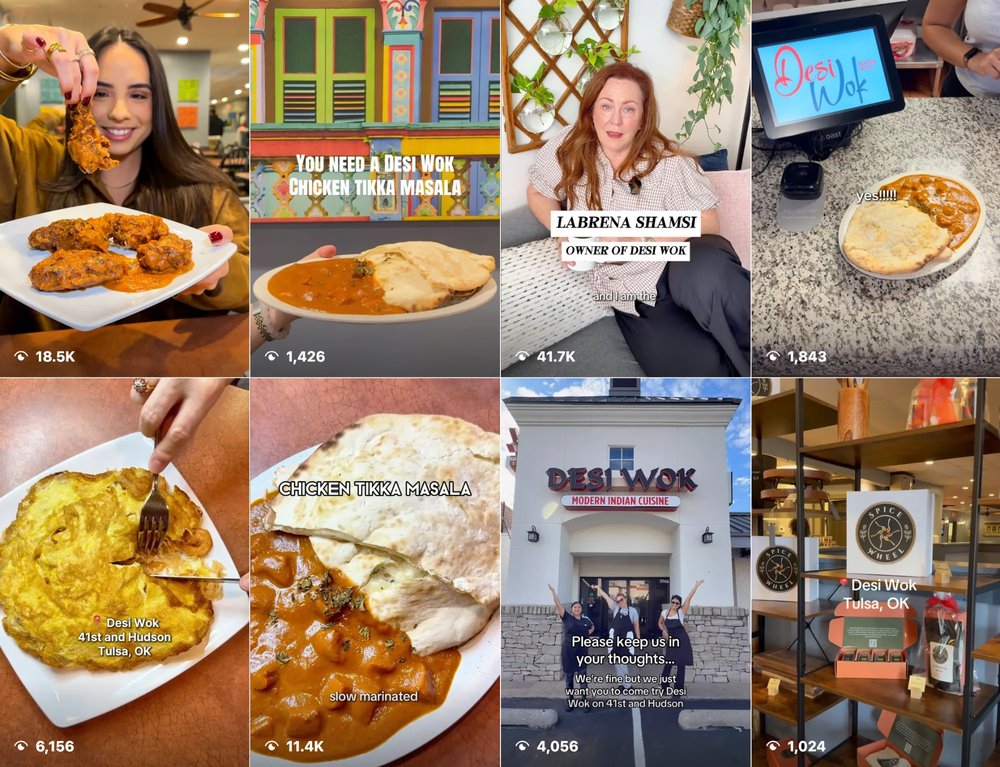 18.5K
YOU NEED A DESI WOK
CHICKEN TIKKA MASALA
1,426
LABRENA SHAMSI
OWNER OF DESI WOK
and I am the
41.7K
Desi
Wok
toast
yes!!!!!
1,843
Desi Wok
41st and Hudson
Tulsa, OK
6,156
CHICKEN TIKKA MASALA
slow marinated
11.4K
DESI WOK
MODERN INDIAN CUISINE
3966
Please keep us in
your thoughts...
We're fine but we just
want you to come try Desi
Wok on 41st and Hudson
4,056
SPICE
WHEEL
SPICE
WHEEL
Desi Wok
Tulsa, OK
1,024